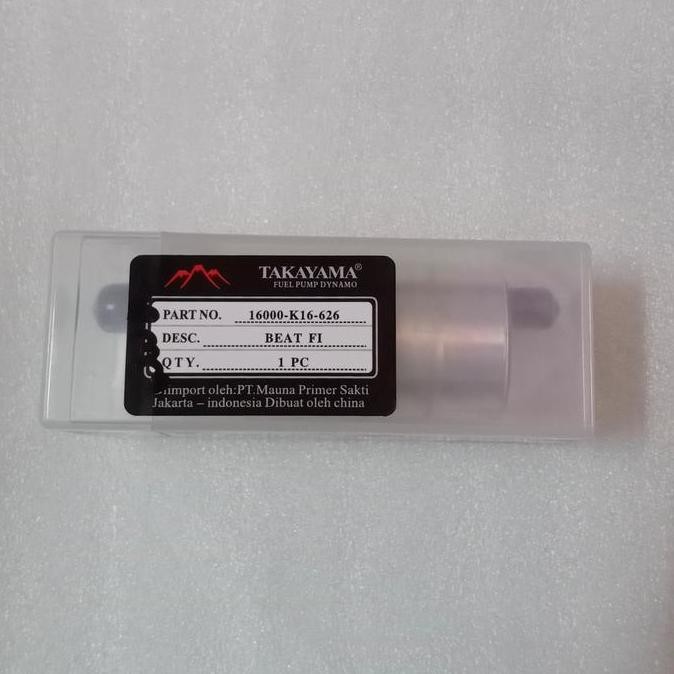 TAKAYAMA®
FUEL PUMP DYNAMO
PART NO. 16000-K16-626
DESC. BEAT FI
QTY. 1 PC
oleh:PT.Mauna Primer Sakti
Jakarta – indonesia Dibuat oleh china